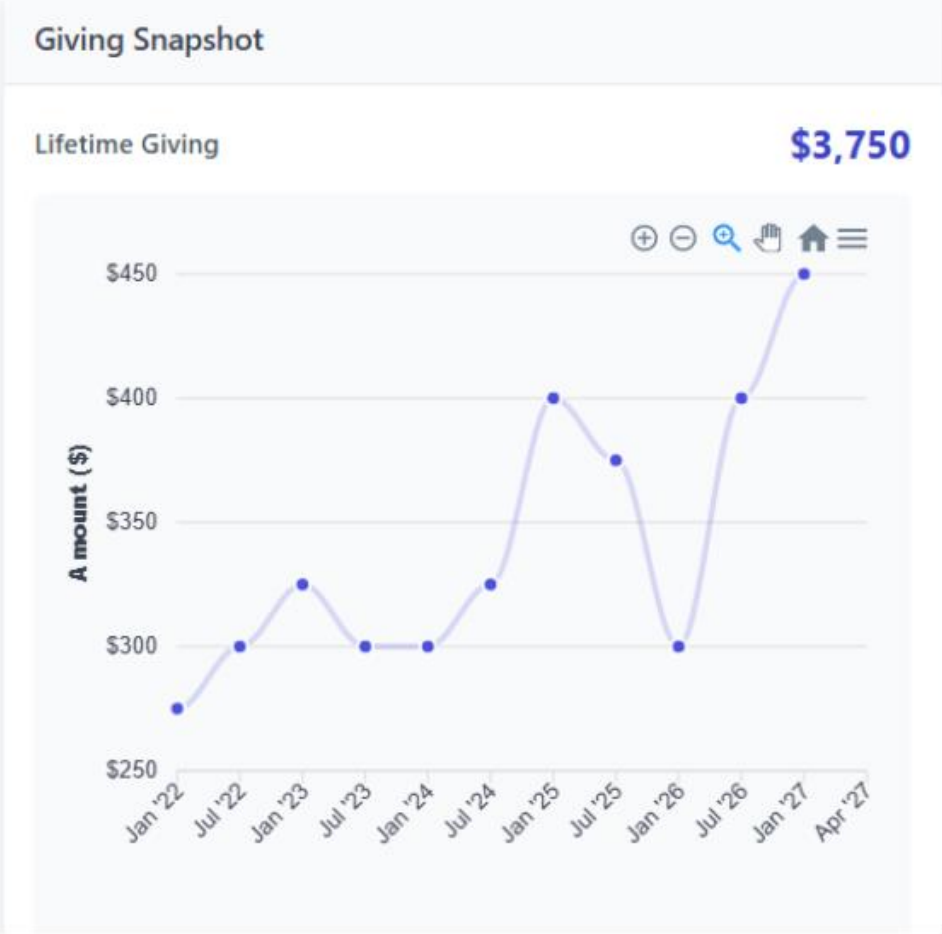 Giving Snapshot
Lifetime Giving
$3,750
$450
$400
$350
$300
$250
A mount ($)
Jan '22
Jul '22
Jan '23
Jul '23
Jan '24
Jul '24
Jan '25
Jul '25
Jan '26
Jul '26
Jan '27
Apr '27